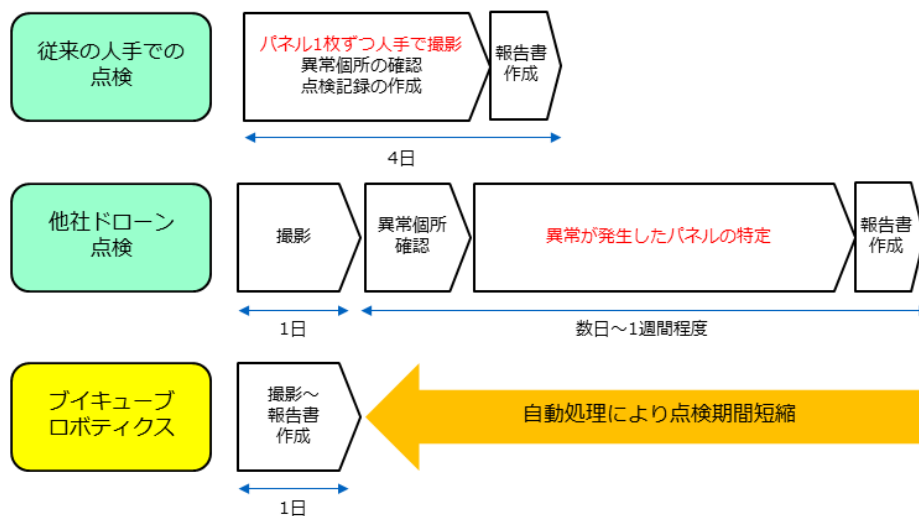 従来の人手での
点検
パネル1枚ずつ人手で撮影
異常個所の確認
点検記録の作成
報告書
作成
4日
他社ドローン
点検
撮影
異常個所
確認
異常が発生したパネルの特定
報告書
作成
1日
数日～1週間程度
ブイキューブ
ロボティクス
撮影～
報告書
作成
自動処理により点検期間短縮
1日